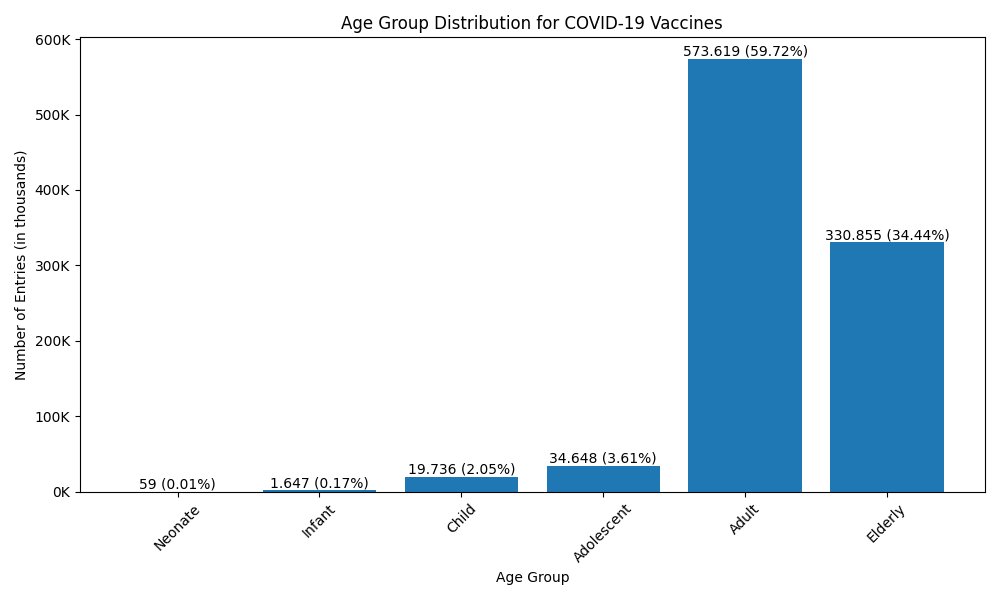 Age Group Distribution for COVID-19 Vaccines
Number of Entries (in thousands)
600K
500K
400K
300K
200K
100K
0K
59 (0.01%)
1.647 (0.17%)
19.736 (2.05%)
34.648 (3.61%)
573.619 (59.72%)
330.855 (34.44%)
Neonate
Infant
Child
Adolescent
Adult
Elderly
Age Group